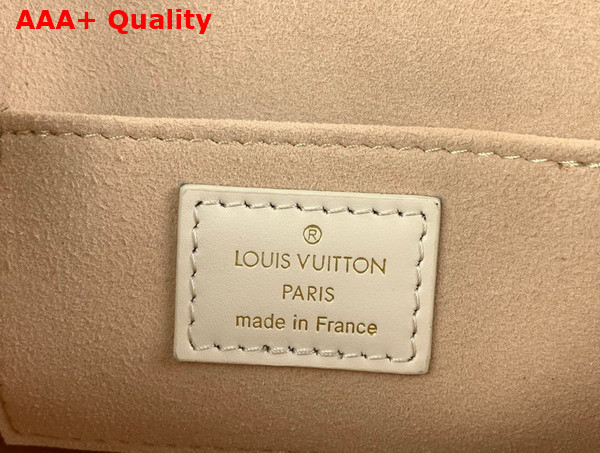 AAA+ Quality
®
LOUIS VUITTON
PARIS
made in France